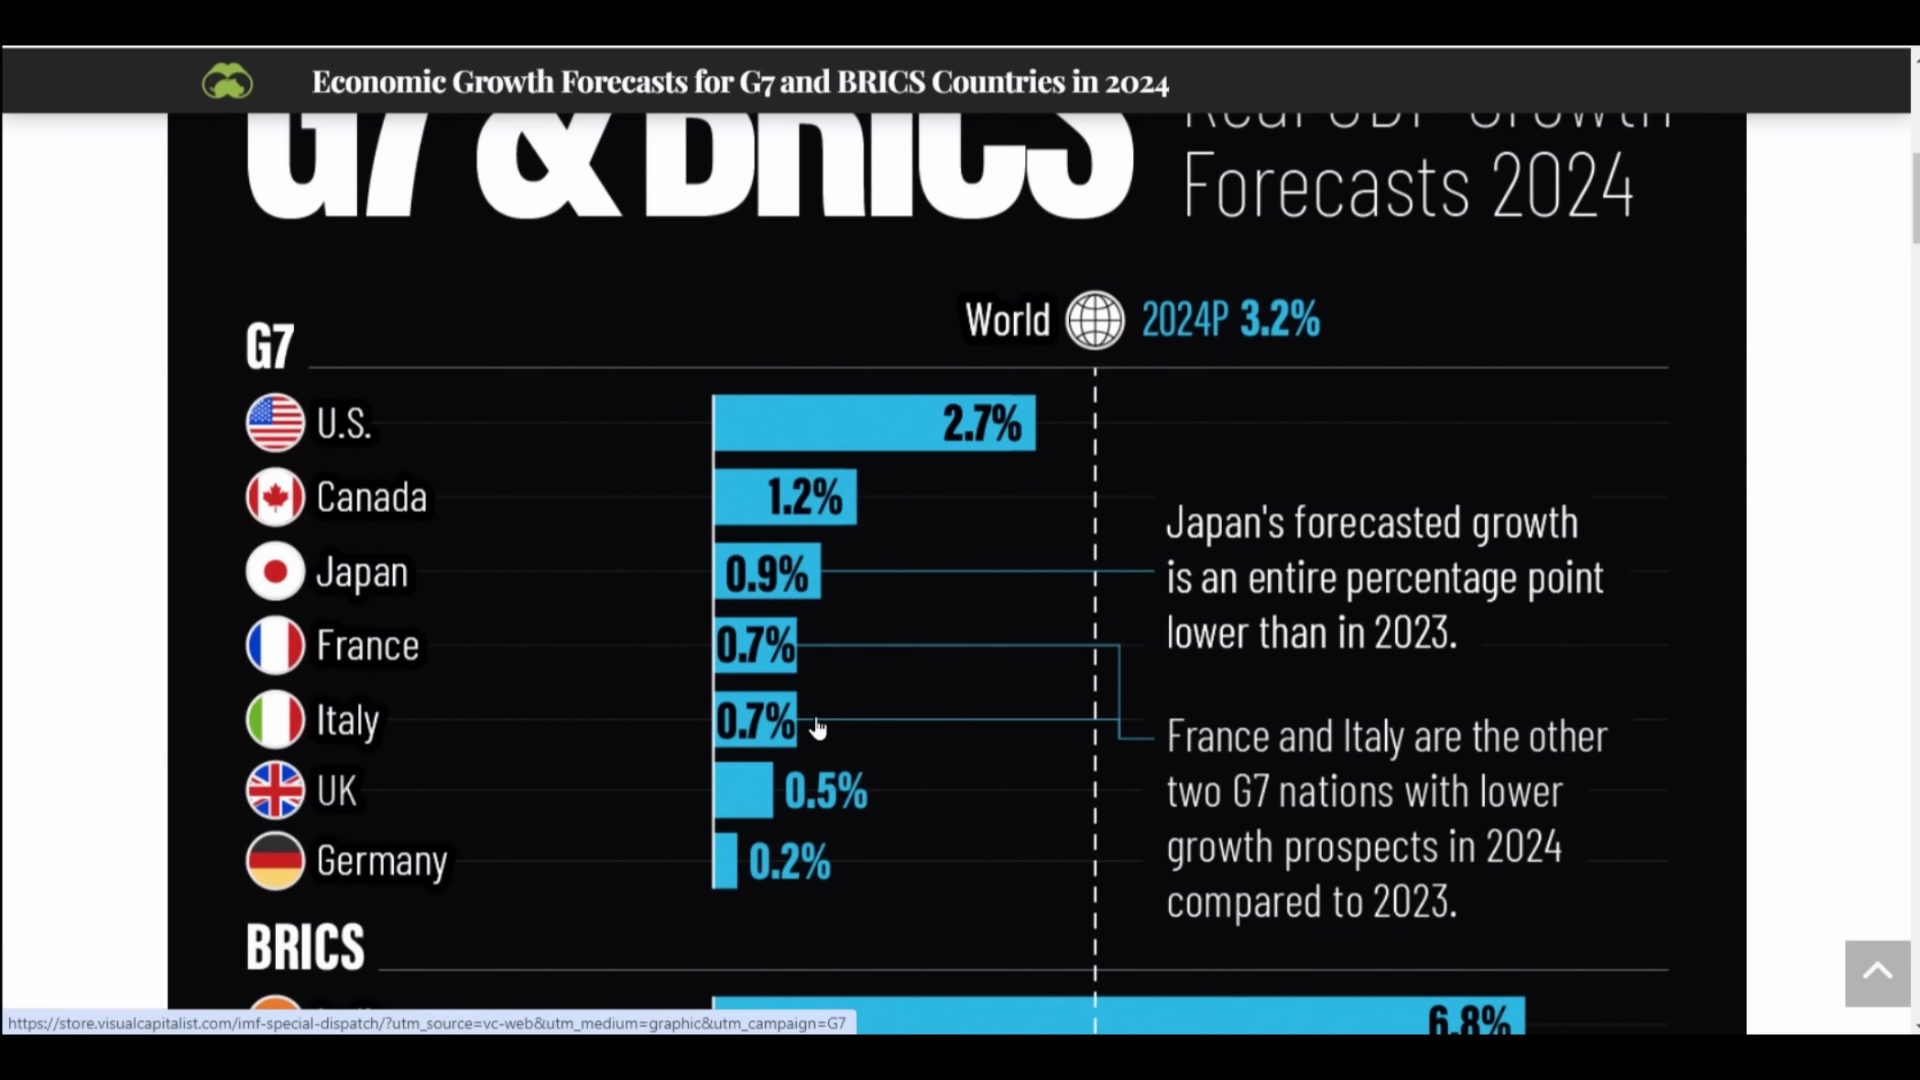 Economic Growth Forecasts for G7 and BRICS Countries in 2024
G7 & BRICS
Real GDP Growth
Forecasts 2024
World 2024P 3.2%
G7
U.S. 2.7%
Canada 1.2%
Japan 0.9%
France 0.7%
Italy 0.7%
UK 0.5%
Germany 0.2%
Japan's forecasted growth
is an entire percentage point
lower than in 2023.
France and Italy are the other
two G7 nations with lower
growth prospects in 2024
compared to 2023.
BRICS
6.8%
https://store.visualcapitalist.com/imf-special-dispatch/?utm_source=vc-web&utm_medium=graphic&utm_campaign=G7